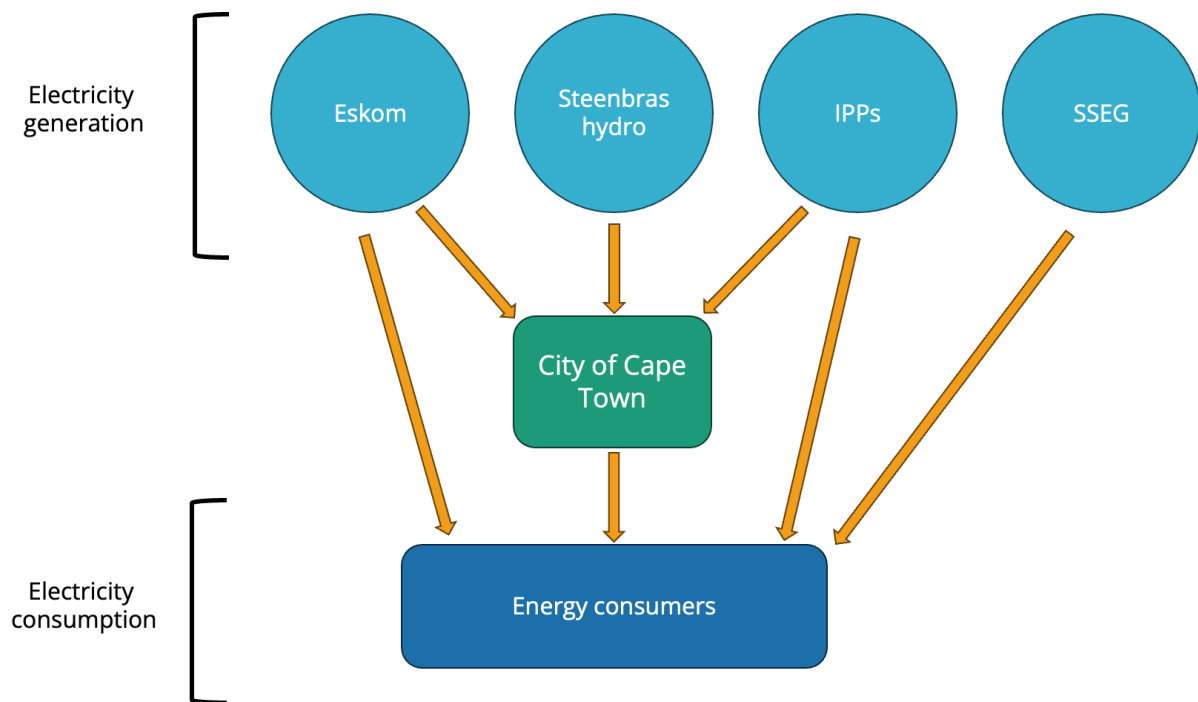 Electricity
generation
Eskom
Steenbras
hydro
IPPs
SSEG
City of Cape
Town
Electricity
consumption
Energy consumers